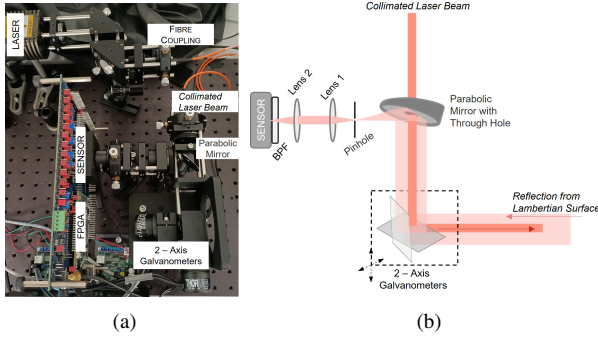 LASER
FIBRE
COUPLING
Collimated
Laser Beam
Parabolic
Mirror
SENSOR
FPGA
2 – Axis
Galvanometers
THORLABS
(a)
Collimated Laser Beam
Lens 2
Lens 1
SENSOR
BPF
Pinhole
Parabolic
Mirror with
Through Hole
Reflection from
Lambertian Surface
2 – Axis
Galvanometers
(b)